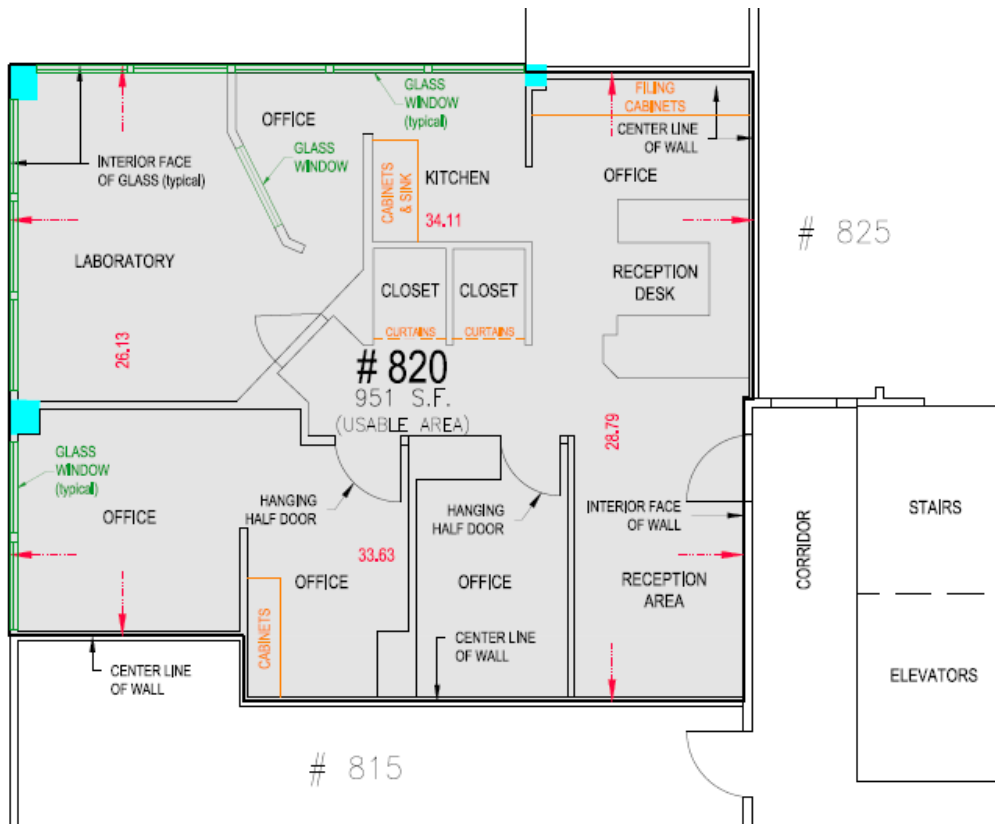 GLASS
WINDOW
(typical)
FILING
CABINETS
OFFICE
CENTER LINE
OF WALL
GLASS
WINDOW
INTERIOR FACE
OF GLASS (typical)
CABINETS
& SINK
KITCHEN
OFFICE
34.11
# 825
LABORATORY
CLOSET
CLOSET
RECEPTION
DESK
CURTAINS
CURTAINS
26.13
# 820
951 S.F.
(USABLE AREA)
28.79
GLASS
WINDOW
(typical)
OFFICE
HANGING
HALF DOOR
HANGING
HALF DOOR
INTERIOR FACE
OF WALL
STAIRS
33.63
CORRIDOR
OFFICE
OFFICE
RECEPTION
AREA
CABINETS
CENTER LINE
OF WALL
CENTER LINE
OF WALL
ELEVATORS
# 815